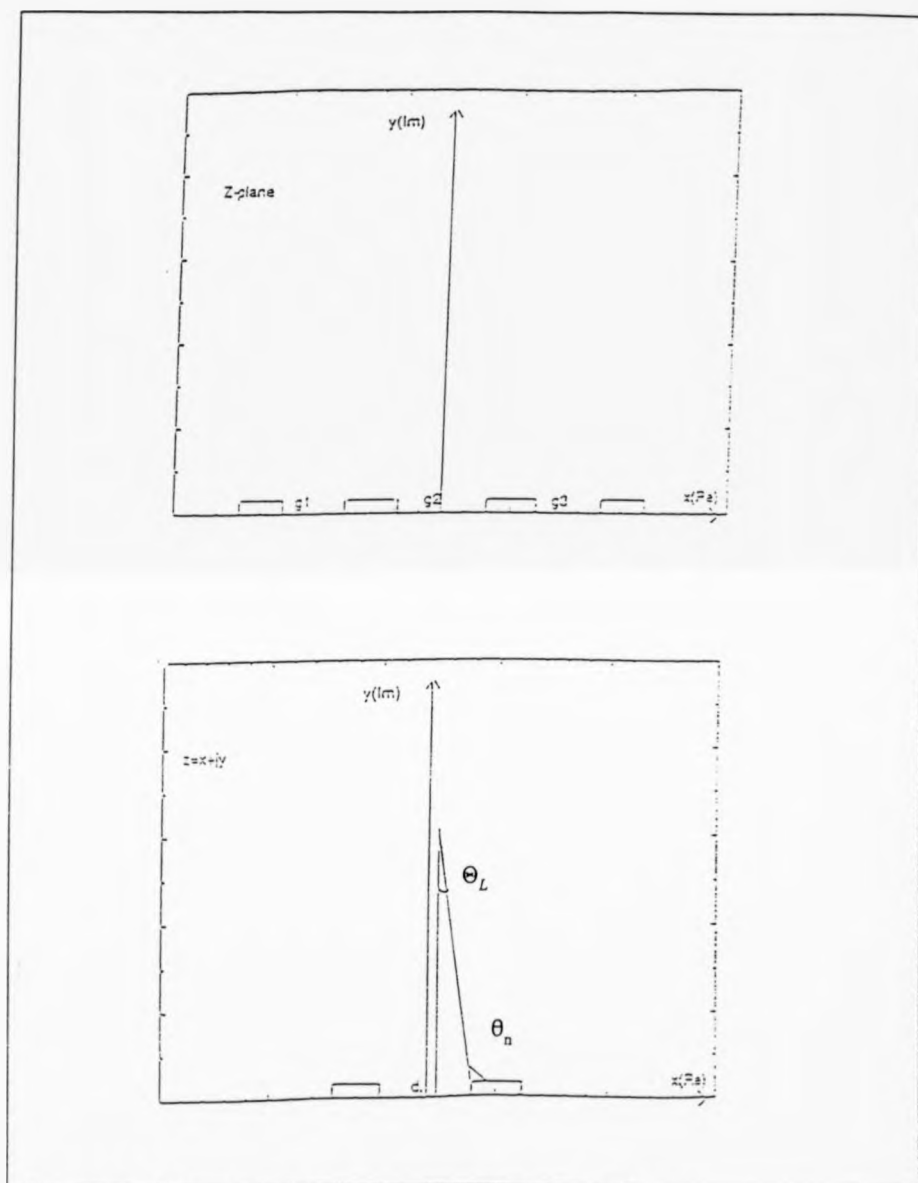 y(Im)
Z-plane
g1 g2 g3 x(Re)
y(Im)
z=x+iy
Θ_L
θ_n
d x(Re)